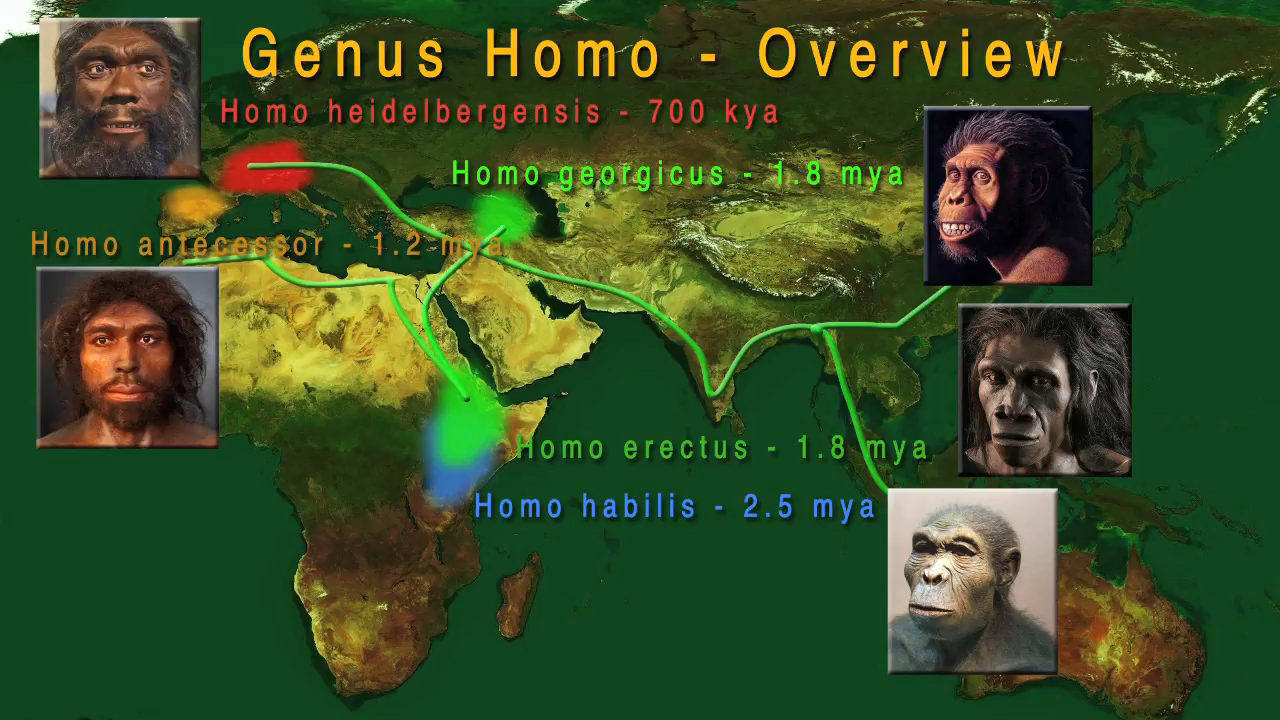 Genus Homo - Overview
Homo heidelbergensis - 700 kya
Homo georgicus - 1.8 mya
Homo antecessor - 1.2 mya
Homo erectus - 1.8 mya
Homo habilis - 2.5 mya